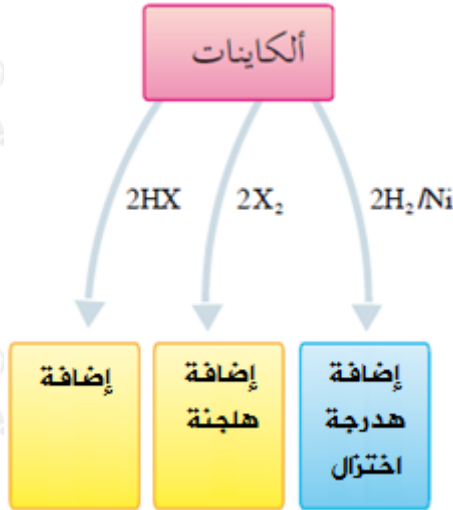 ألكاينات
2H₂/Ni
2X₂
2HX
إضافة
هدرجة
اختزال
إضافة
هلجنة
إضافة